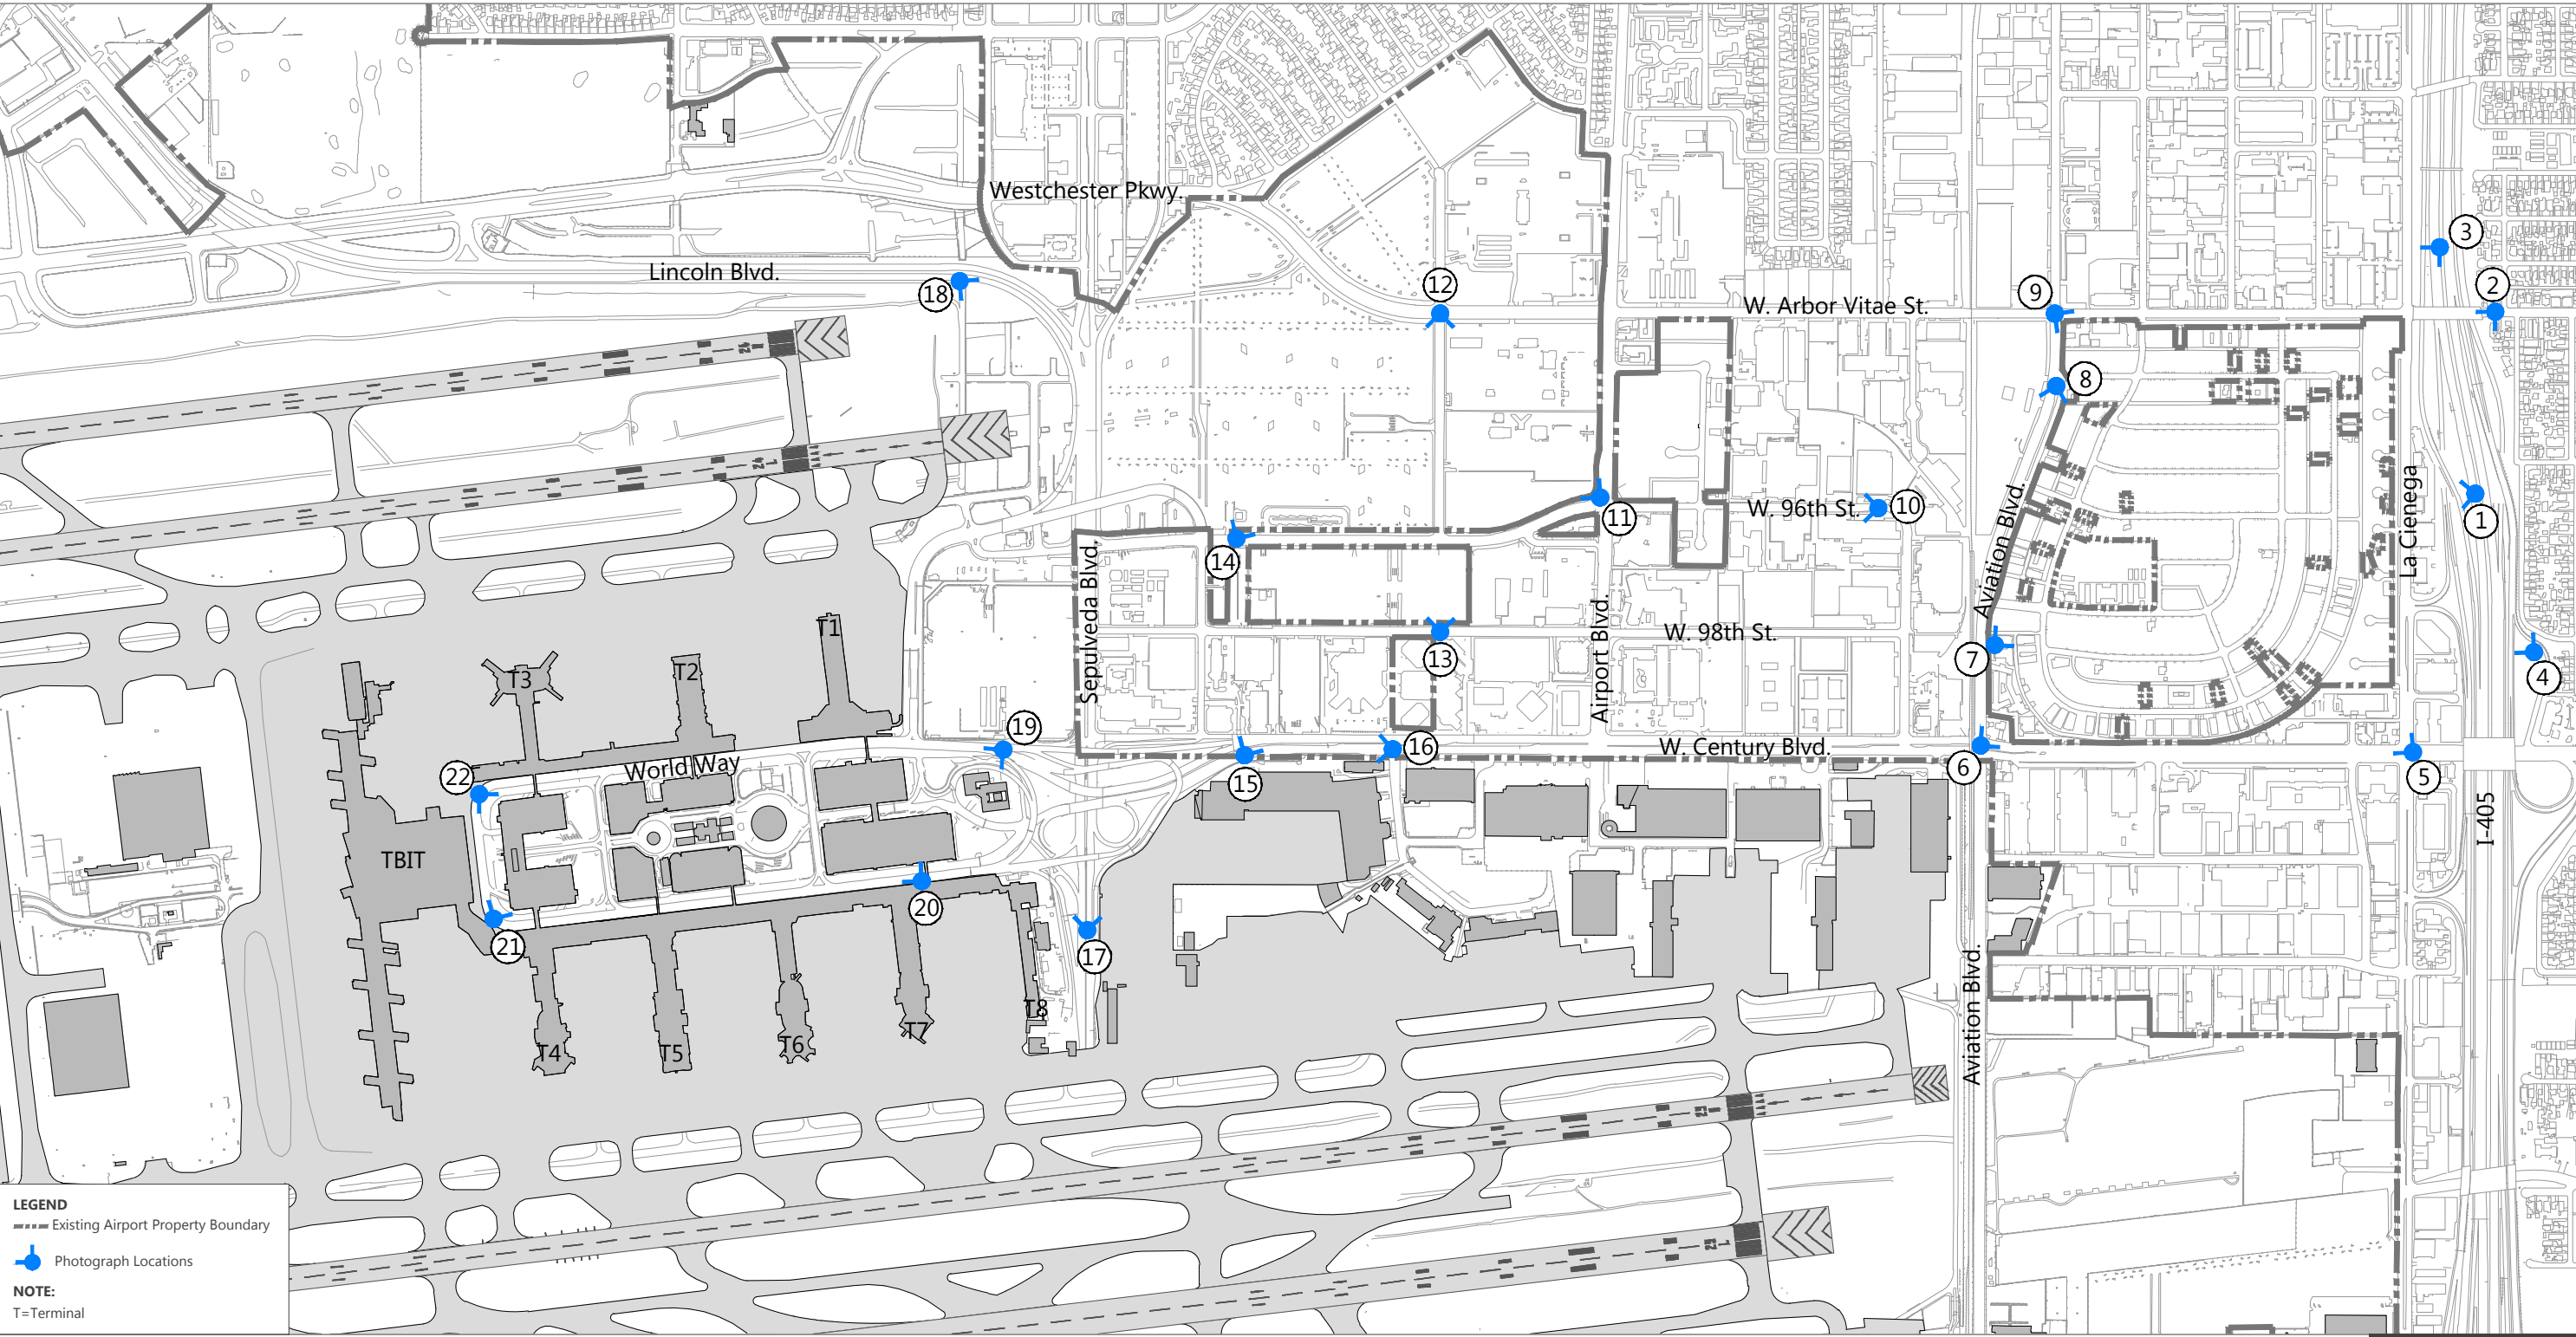 Westchester Pkwy.
3
Lincoln Blvd.
18
12
W. Arbor Vitae St.
9
2
8
La Cienega
1
11
W. 96th St.
10
Aviation Blvd.
14
Sepulveda Blvd.
Airport Blvd.
W. 98th St.
13
7
4
T1
T2
T3
19
16
W. Century Blvd.
6
5
15
World Way
22
I-405
TBIT
20
21
17
Aviation Blvd.
T8
T7
T6
T5
T4
LEGEND
Existing Airport Property Boundary
Photograph Locations
NOTE:
T=Terminal